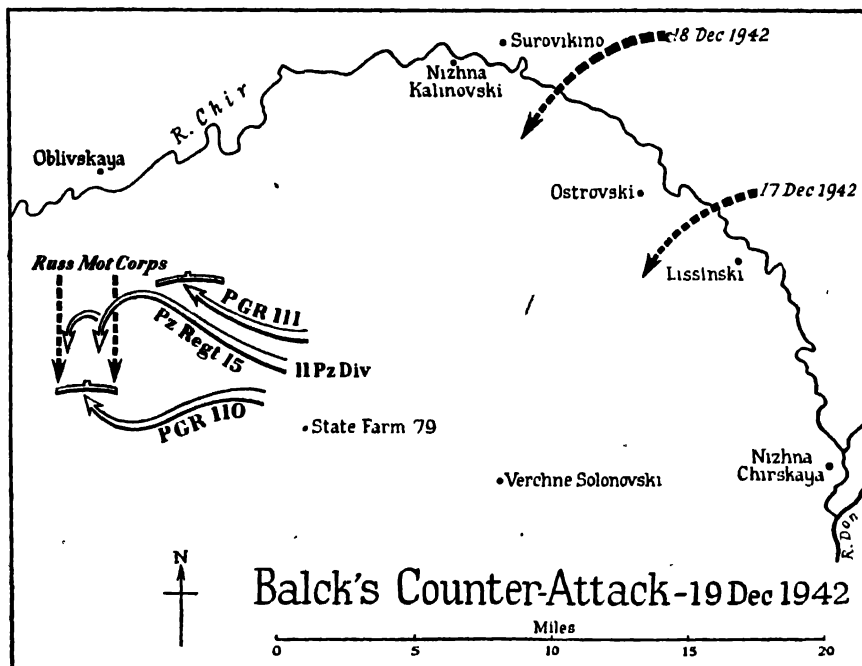 Surovikino
18 Dec 1942
Nizhna
Kalinovski
R. Chir
Oblivskaya
Ostrovski
17 Dec 1942
Lissinski
Russ Mot Corps
PGR 111
Pz Regt 15
11 Pz Div
PGR 110
State Farm 79
Nizhna
Chirskaya
Verchne Solonovski
R. Don
N
Balck's Counter-Attack - 19 Dec 1942
Miles
0 5 10 15 20